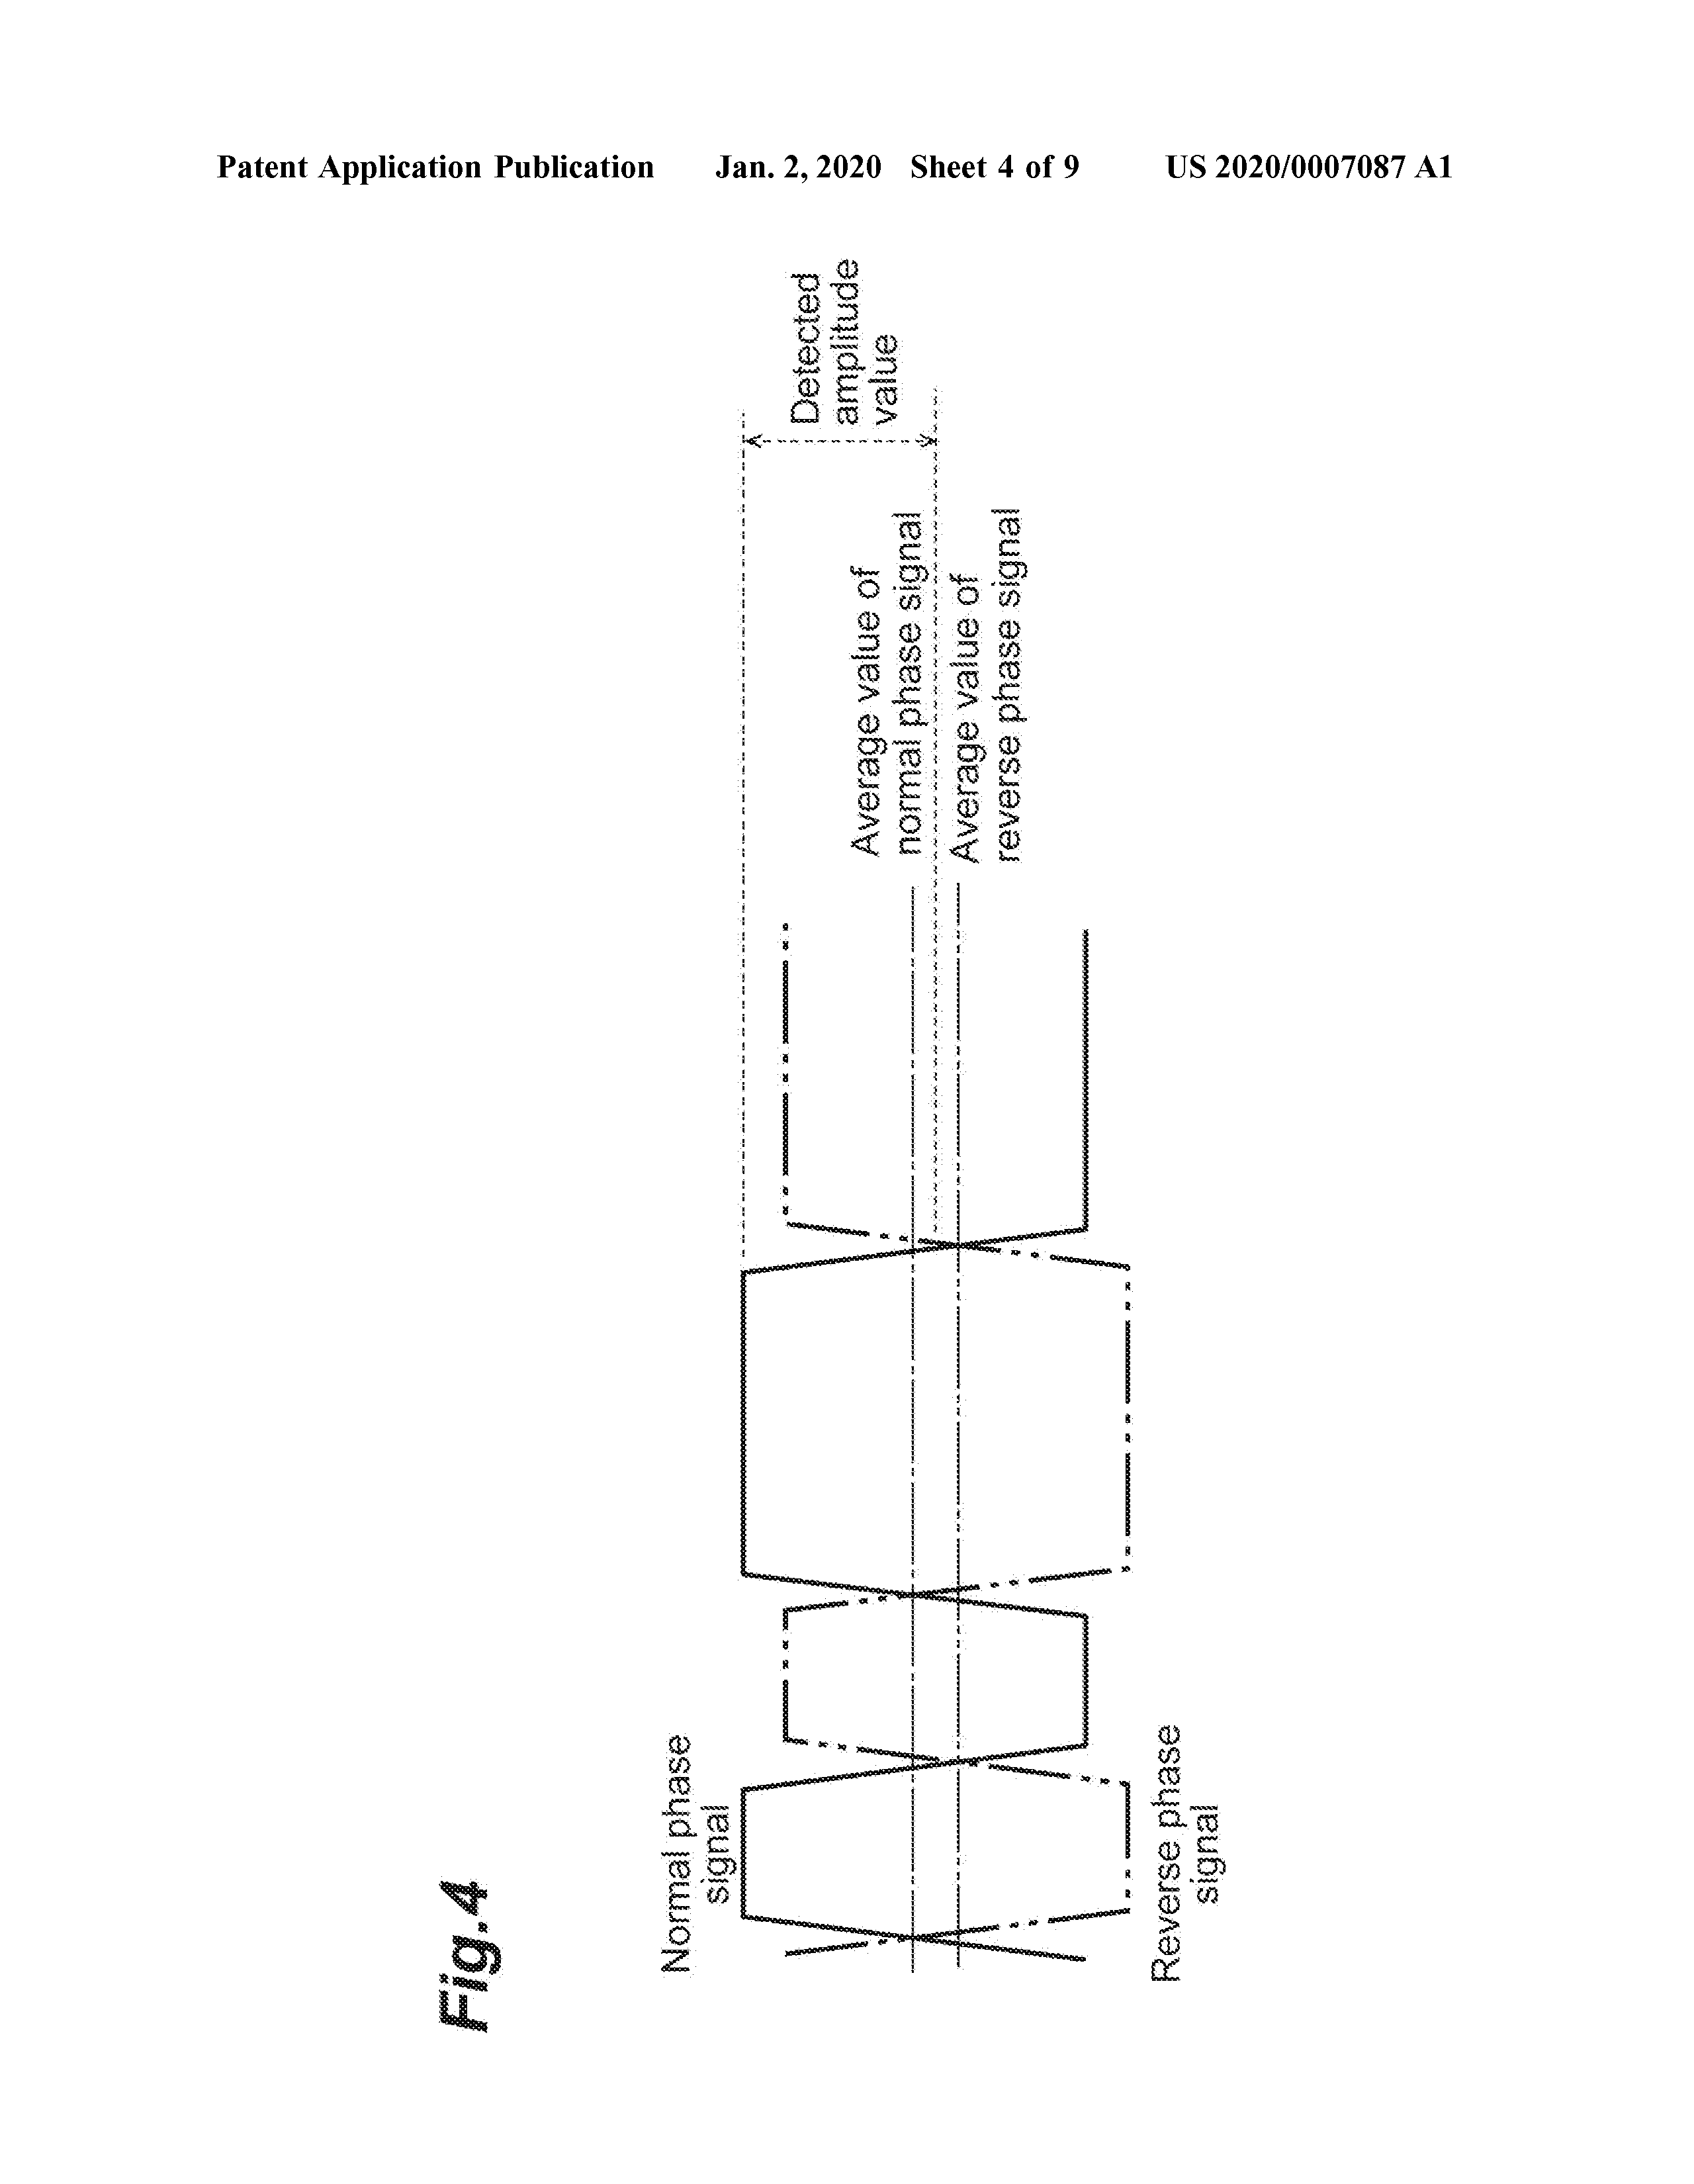 Patent Application Publication Jan. 2, 2020 Sheet 4 of 9 US 2020/0007087 A1
Fig.4
Normal phase
signal
Reverse phase
signal
Average value of
normal phase signal
Average value of
reverse phase signal
Detected
amplitude
value